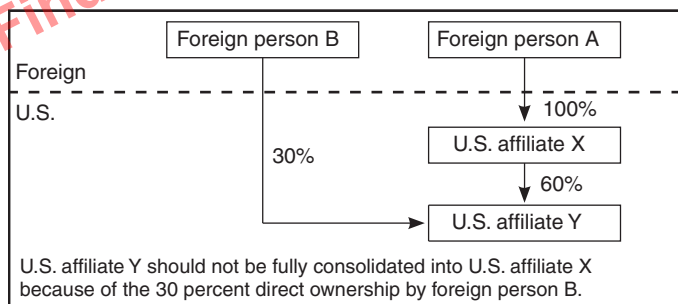 Find
Foreign person B
Foreign person A
Foreign
U.S.
100%
U.S. affiliate X
30%
60%
U.S. affiliate Y
U.S. affiliate Y should not be fully consolidated into U.S. affiliate X
because of the 30 percent direct ownership by foreign person B.